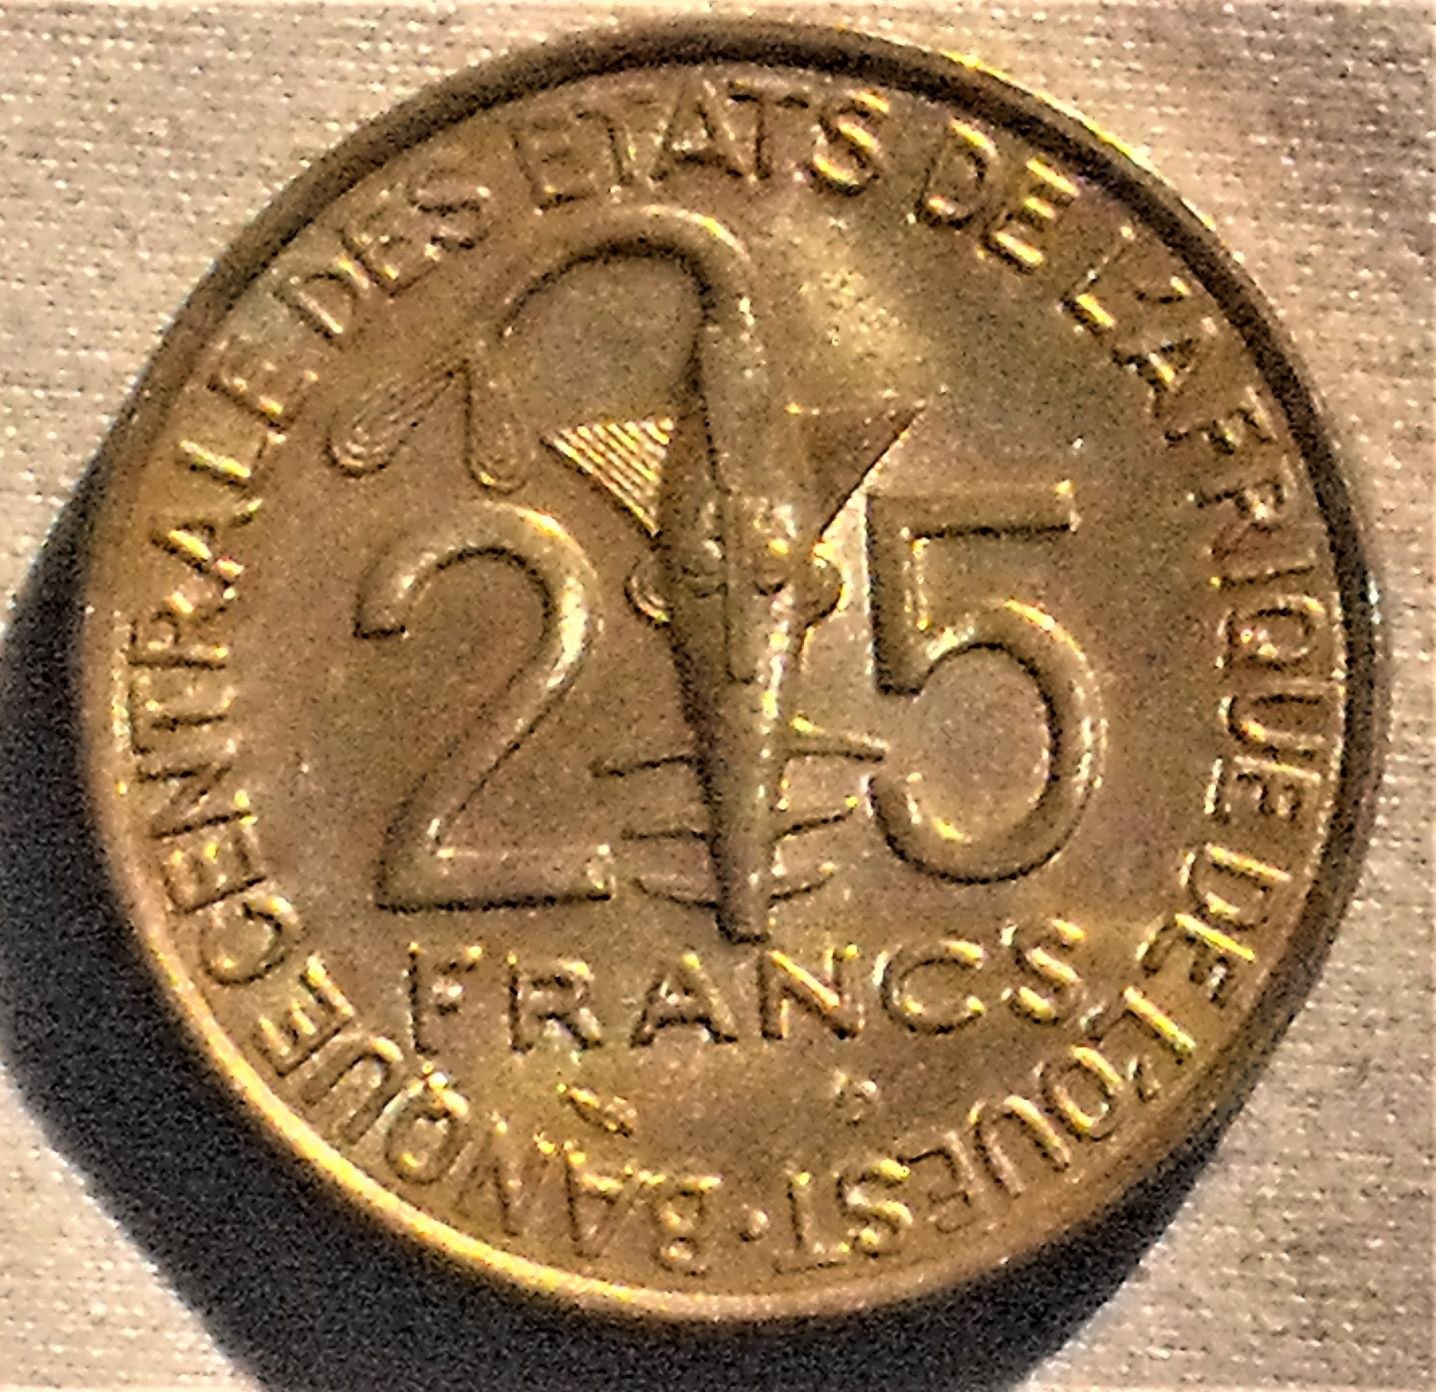 BANQUE CENTRALE DES ETATS DE L'AFRIQUE DE L'OUEST ·
25
FRANCS